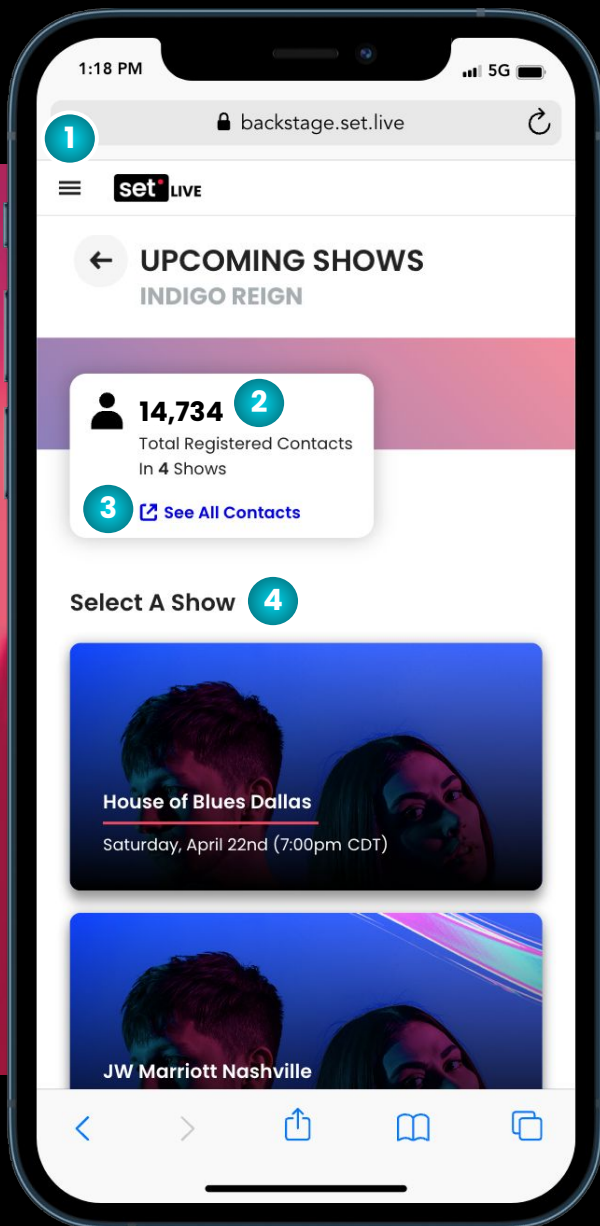 1:18 PM
5G
backstage.set.live
1
set LIVE
UPCOMING SHOWS
INDIGO REIGN
14,734 2
Total Registered Contacts
In 4 Shows
3 See All Contacts
Select A Show 4
House of Blues Dallas
Saturday, April 22nd (7:00pm CDT)
JW Marriott Nashville